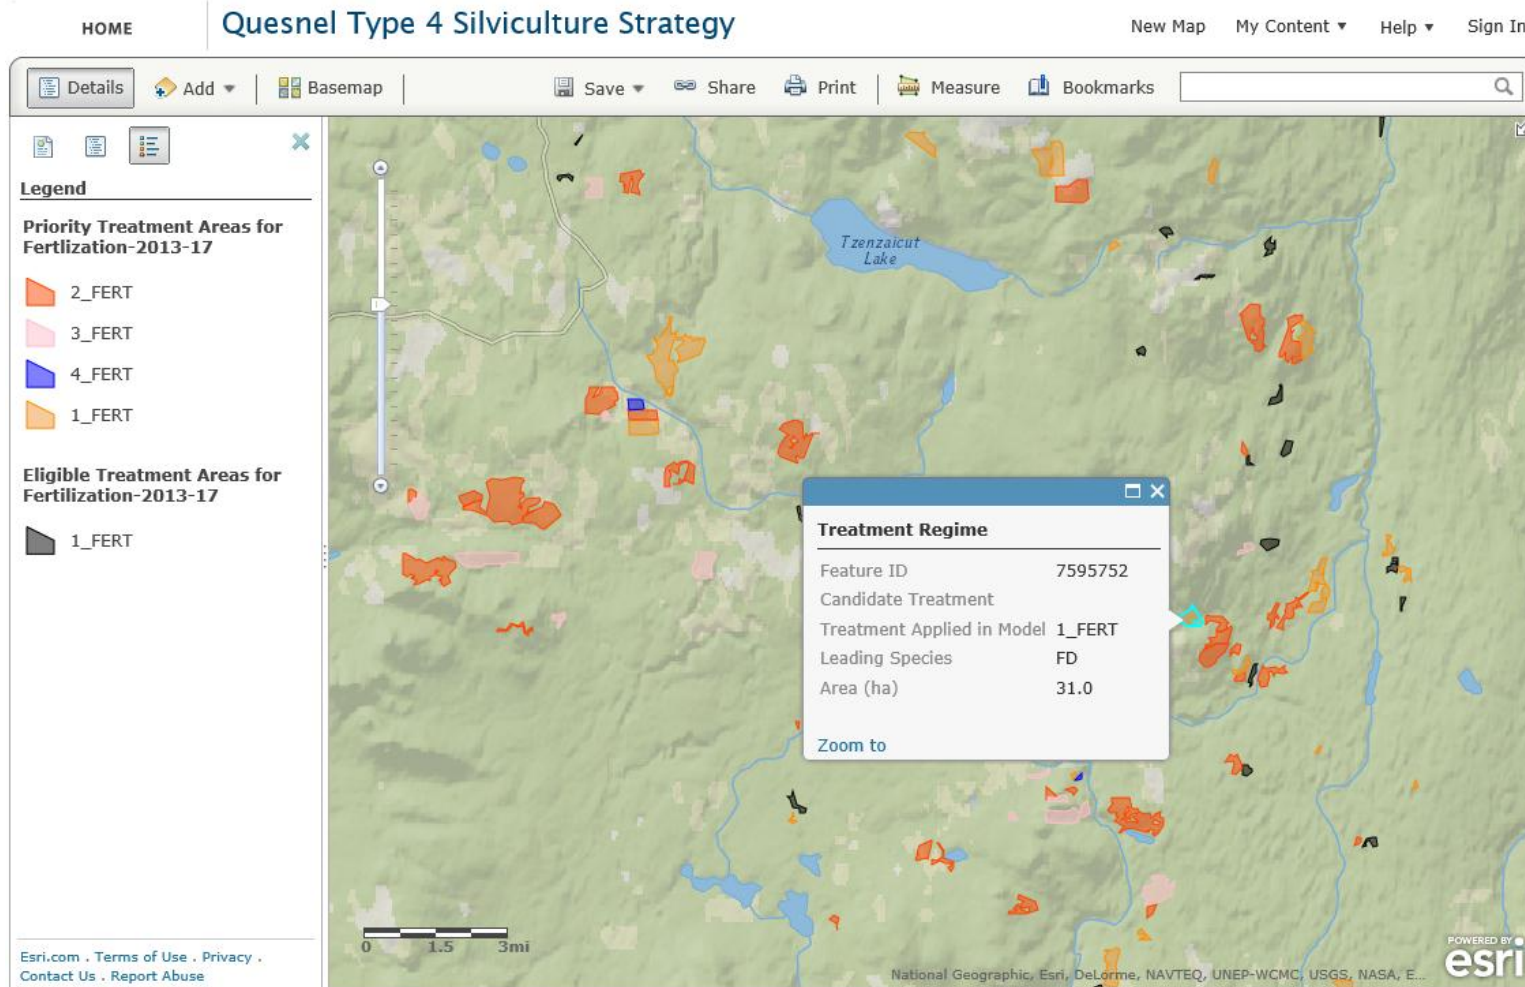 HOME
Quesnel Type 4 Silviculture Strategy
New Map
My Content
Help
Sign In
Details
Add
Basemap
Save
Share
Print
Measure
Bookmarks
Legend
Priority Treatment Areas for
Fertlization-2013-17
2_FERT
3_FERT
4_FERT
1_FERT
Eligible Treatment Areas for
Fertilization-2013-17
1_FERT
Tzenzaicut
Lake
Treatment Regime
Feature ID 7595752
Candidate Treatment
Treatment Applied in Model 1_FERT
Leading Species FD
Area (ha) 31.0
Zoom to
0 1.5 3mi
Esri.com . Terms of Use . Privacy .
Contact Us . Report Abuse
National Geographic, Esri, DeLorme, NAVTEQ, UNEP-WCMC, USGS, NASA, E...
POWERED BY
esri